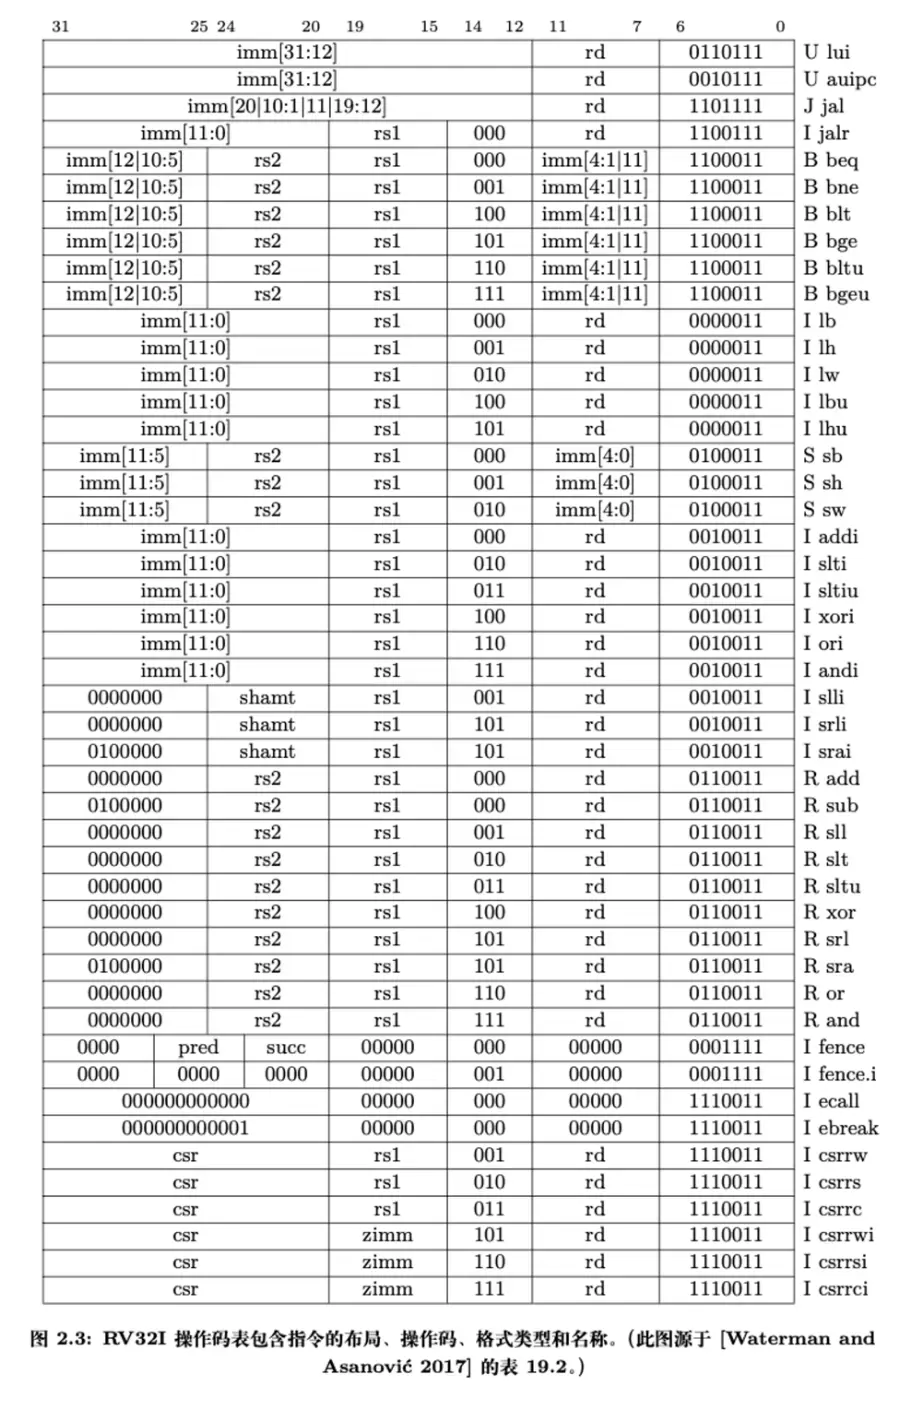 31 25 24 20 19 15 14 12 11 7 6 0
imm[31:12] rd 0110111 U lui
imm[31:12] rd 0010111 U auipc
imm[20|10:1|11|19:12] rd 1101111 J jal
imm[11:0] rs1 000 rd 1100111 I jalr
imm[12|10:5] rs2 rs1 000 imm[4:1|11] 1100011 B beq
imm[12|10:5] rs2 rs1 001 imm[4:1|11] 1100011 B bne
imm[12|10:5] rs2 rs1 100 imm[4:1|11] 1100011 B blt
imm[12|10:5] rs2 rs1 101 imm[4:1|11] 1100011 B bge
imm[12|10:5] rs2 rs1 110 imm[4:1|11] 1100011 B bltu
imm[12|10:5] rs2 rs1 111 imm[4:1|11] 1100011 B bgeu
imm[11:0] rs1 000 rd 0000011 I lb
imm[11:0] rs1 001 rd 0000011 I lh
imm[11:0] rs1 010 rd 0000011 I lw
imm[11:0] rs1 100 rd 0000011 I lbu
imm[11:0] rs1 101 rd 0000011 I lhu
imm[11:5] rs2 rs1 000 imm[4:0] 0100011 S sb
imm[11:5] rs2 rs1 001 imm[4:0] 0100011 S sh
imm[11:5] rs2 rs1 010 imm[4:0] 0100011 S sw
imm[11:0] rs1 000 rd 0010011 I addi
imm[11:0] rs1 010 rd 0010011 I slti
imm[11:0] rs1 011 rd 0010011 I sltiu
imm[11:0] rs1 100 rd 0010011 I xori
imm[11:0] rs1 110 rd 0010011 I ori
imm[11:0] rs1 111 rd 0010011 I andi
0000000 shamt rs1 001 rd 0010011 I slli
0000000 shamt rs1 101 rd 0010011 I srli
0100000 shamt rs1 101 rd 0010011 I srai
0000000 rs2 rs1 000 rd 0110011 R add
0100000 rs2 rs1 000 rd 0110011 R sub
0000000 rs2 rs1 001 rd 0110011 R sll
0000000 rs2 rs1 010 rd 0110011 R slt
0000000 rs2 rs1 011 rd 0110011 R sltu
0000000 rs2 rs1 100 rd 0110011 R xor
0000000 rs2 rs1 101 rd 0110011 R srl
0100000 rs2 rs1 101 rd 0110011 R sra
0000000 rs2 rs1 110 rd 0110011 R or
0000000 rs2 rs1 111 rd 0110011 R and
0000 pred succ 00000 000 00000 0001111 I fence
0000 0000 0000 00000 001 00000 0001111 I fence.i
000000000000 00000 000 00000 1110011 I ecall
000000000001 00000 000 00000 1110011 I ebreak
csr rs1 001 rd 1110011 I csrrw
csr rs1 010 rd 1110011 I csrrs
csr rs1 011 rd 1110011 I csrrc
csr zimm 101 rd 1110011 I csrrwi
csr zimm 110 rd 1110011 I csrrsi
csr zimm 111 rd 1110011 I csrrci
图 2.3: RV32I 操作码表包含指令的布局、操作码、格式类型和名称。(此图源于 [Waterman and
Asanović 2017] 的表 19.2。)